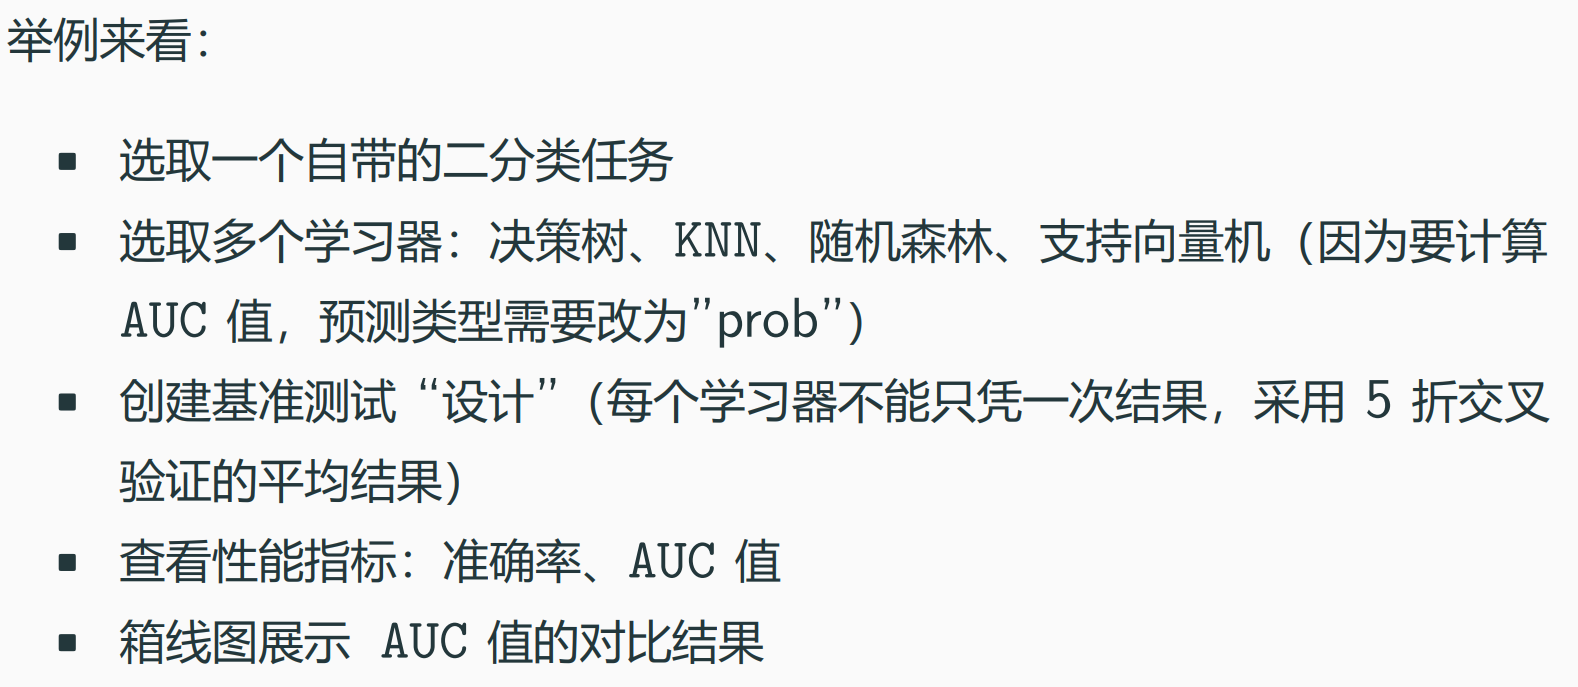 举例来看：
▪ 选取一个自带的二分类任务
▪ 选取多个学习器：决策树、KNN、随机森林、支持向量机（因为要计算
AUC 值，预测类型需要改为”prob”）
▪ 创建基准测试 “设计”（每个学习器不能只凭一次结果，采用 5 折交叉
验证的平均结果）
▪ 查看性能指标：准确率、AUC 值
▪ 箱线图展示 AUC 值的对比结果